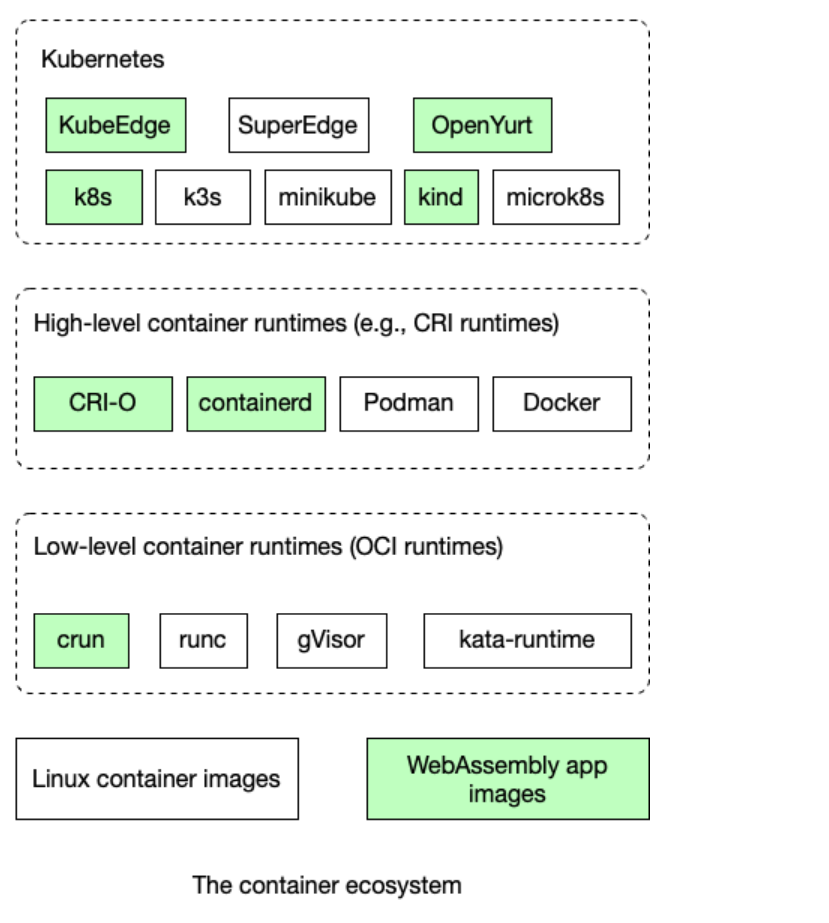 Kubernetes
KubeEdge SuperEdge OpenYurt
k8s k3s minikube kind microk8s
High-level container runtimes (e.g., CRI runtimes)
CRI-O containerd Podman Docker
Low-level container runtimes (OCI runtimes)
crun runc gVisor kata-runtime
Linux container images
WebAssembly app
images
The container ecosystem